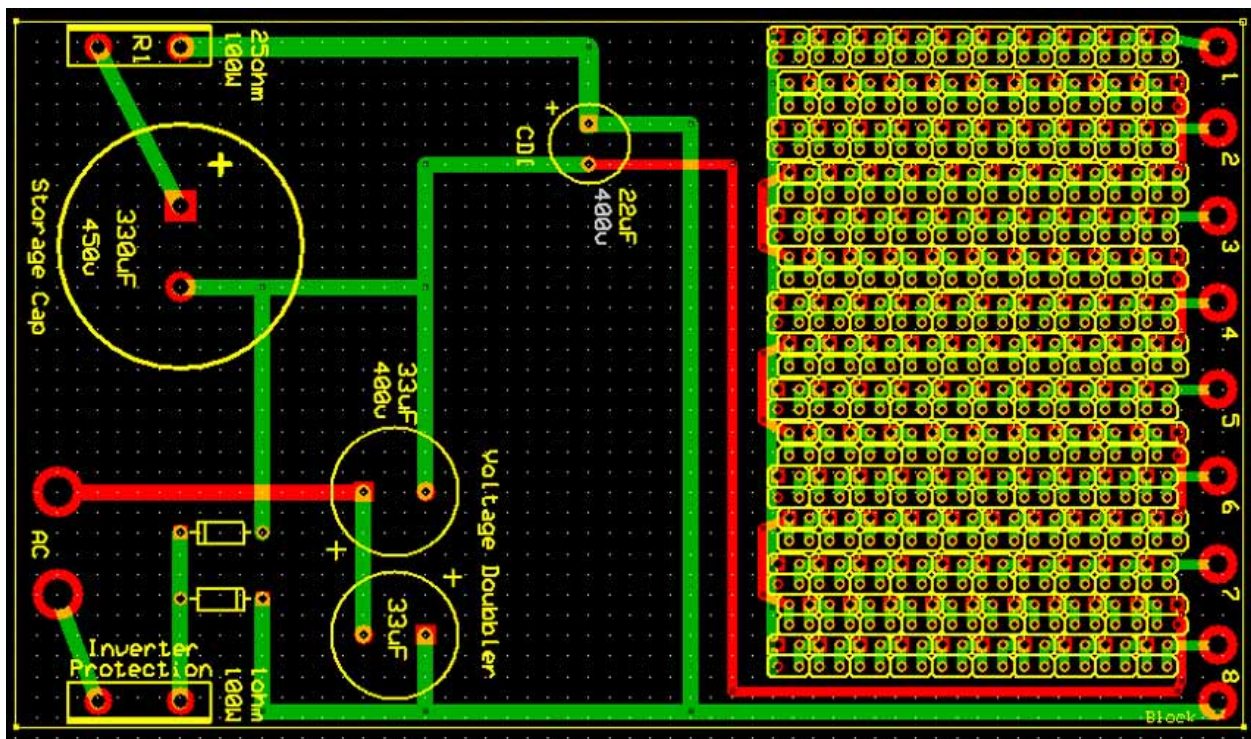 R1
25ohm
100W
+
Storage Cap
330uF
450v
+
CDI
22uF
400v
33uF
400v
Voltage Doubbler
+
+
33uF
AC
Inverter
Protection
1ohm
100W
1
2
3
4
5
6
7
8
Block